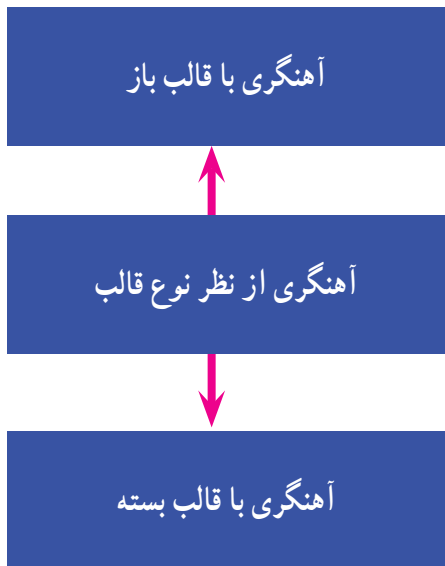 آهنگری با قالب باز
آهنگری از نظر نوع قالب
آهنگری با قالب بسته